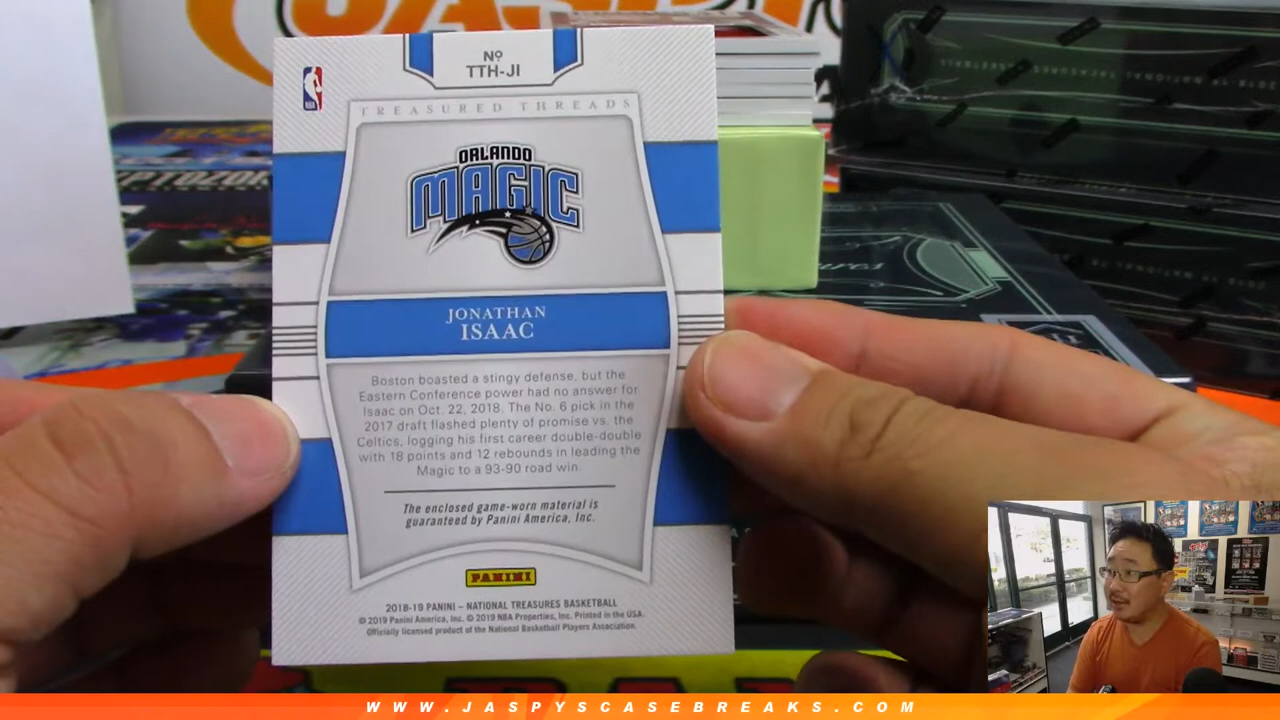 Nº
TTH-JI
NBA
TREASURED THREADS
ORLANDO
MAGIC
JONATHAN
ISAAC
Boston boasted a stingy defense, but the
Eastern Conference power had no answer for
Isaac on Oct. 22, 2018. The No. 6 pick in the
2017 draft flashed plenty of promise vs. the
Celtics, logging his first career double-double
with 18 points and 12 rebounds in leading the
Magic to a 93-90 road win.
The enclosed game-worn material is
guaranteed by Panini America, Inc.
PANINI
2018-19 PANINI – NATIONAL TREASURES BASKETBALL
© 2019 Panini America, Inc. © 2019 NBA Properties, Inc. Printed in the USA.
Officially licensed product of the National Basketball Players Association.
WWW.JASPYSCASEBREAKS.COM